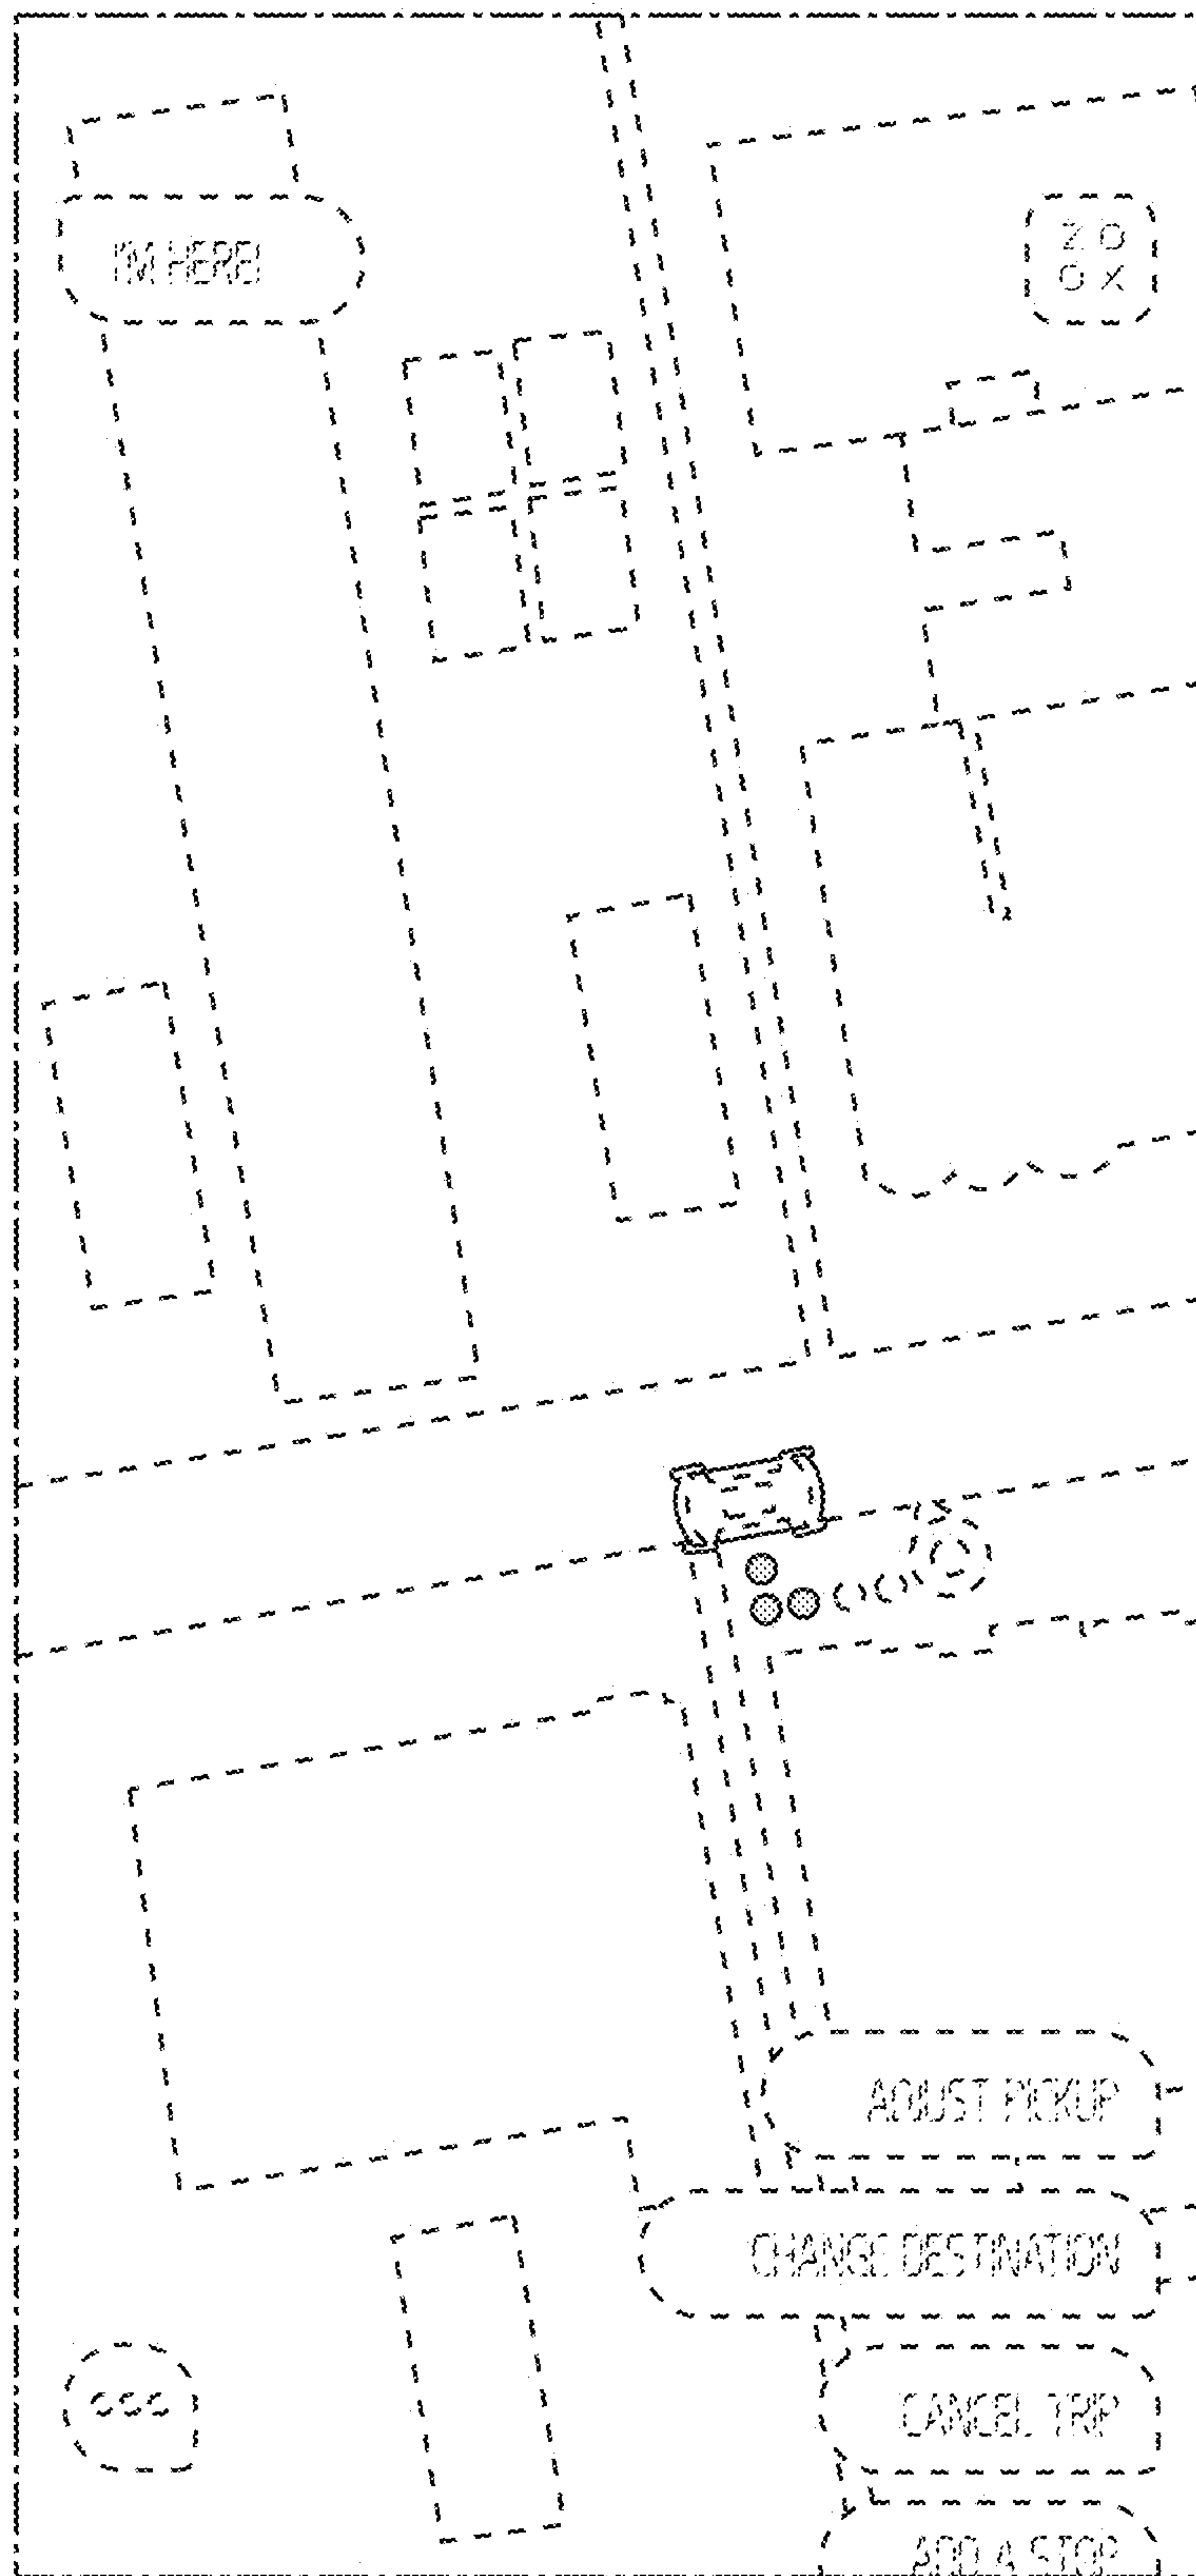 I'M HERE!
Z O
O X
ADJUST PICKUP
CHANGE DESTINATION
CANCEL TRIP
ADD A STOP